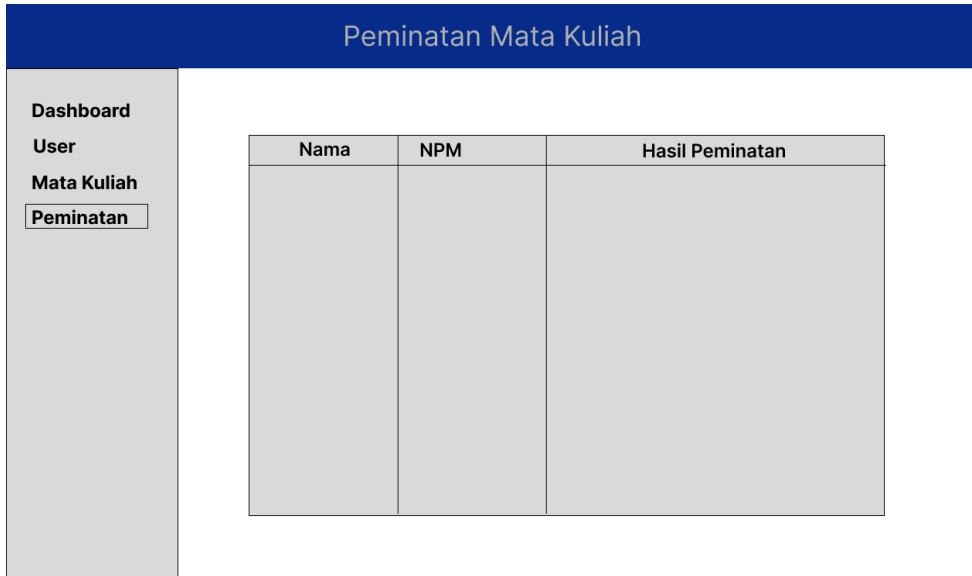 Peminatan Mata Kuliah
Dashboard
User
Mata Kuliah
Peminatan
Nama NPM Hasil Peminatan